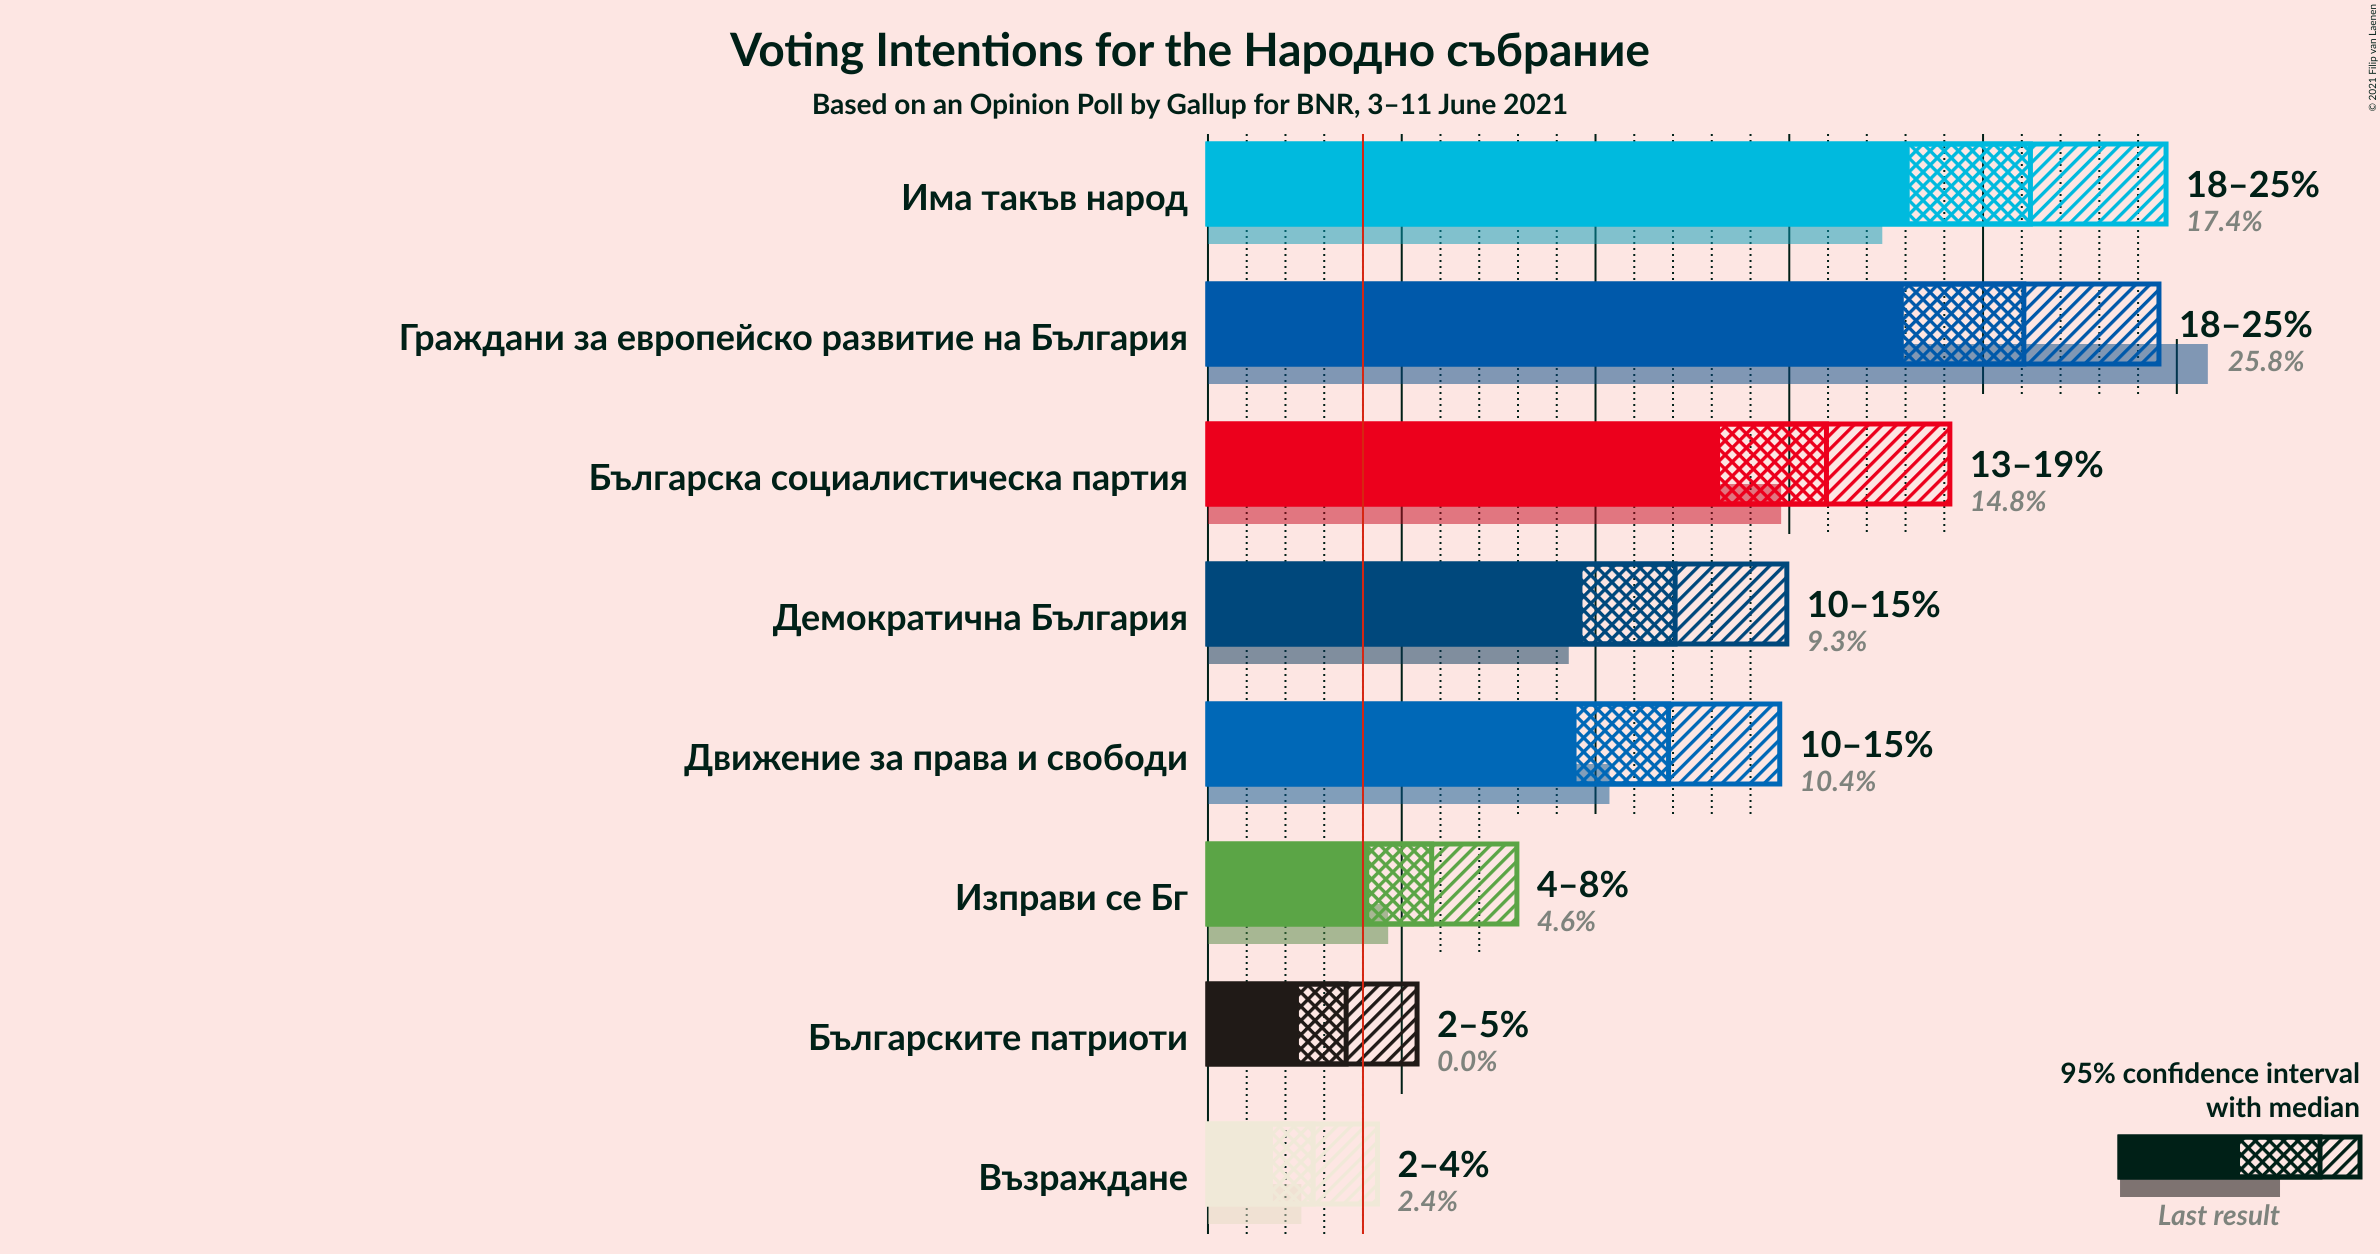 Voting Intentions for the Народно събрание
Based on an Opinion Poll by Gallup for BNR, 3–11 June 2021
© 2021 Filip van Laenen
Има такъв народ
18–25%
17.4%
Граждани за европейско развитие на България
18–25%
25.8%
Българска социалистическа партия
13–19%
14.8%
Демократична България
10–15%
9.3%
Движение за права и свободи
10–15%
10.4%
Изправи се Бг
4–8%
4.6%
Българските патриоти
2–5%
0.0%
Възраждане
2–4%
2.4%
95% confidence interval
with median
Last result